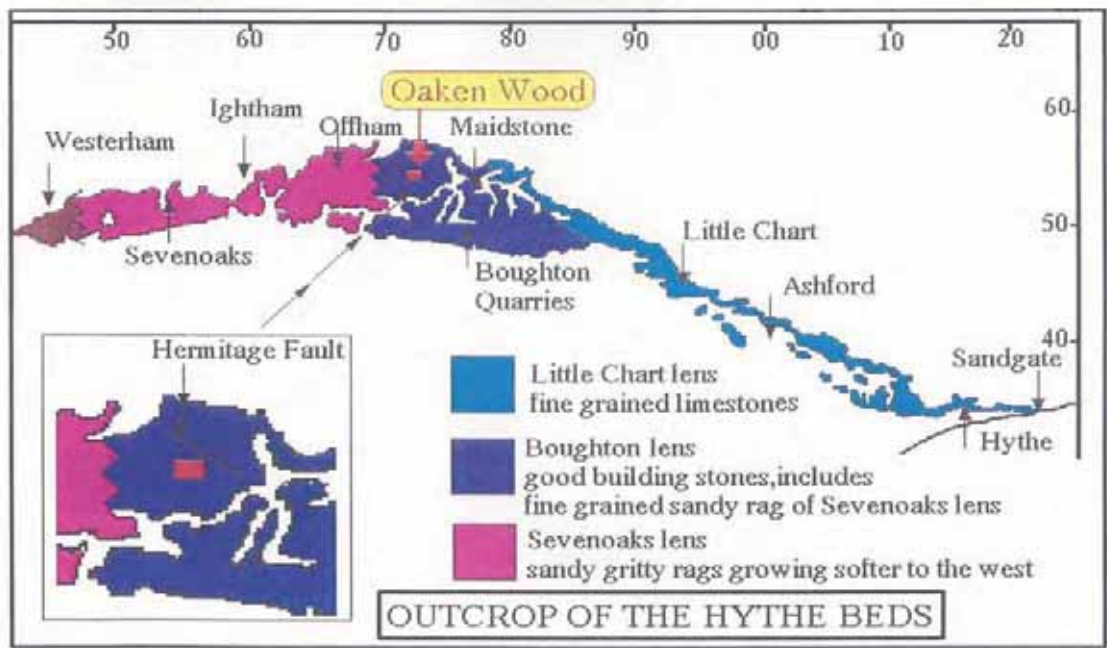 50 60 70 80 90 00 10 20
Oaken Wood
Ightham
Offham
Maidstone
60
Westerham
50
Sevenoaks
Little Chart
Boughton
Quarries
Ashford
Hermitage Fault
40
Sandgate
Little Chart lens
fine grained limestones
Hythe
Boughton lens
good building stones,includes
fine grained sandy rag of Sevenoaks lens
Sevenoaks lens
sandy gritty rags growing softer to the west
OUTCROP OF THE HYTHE BEDS